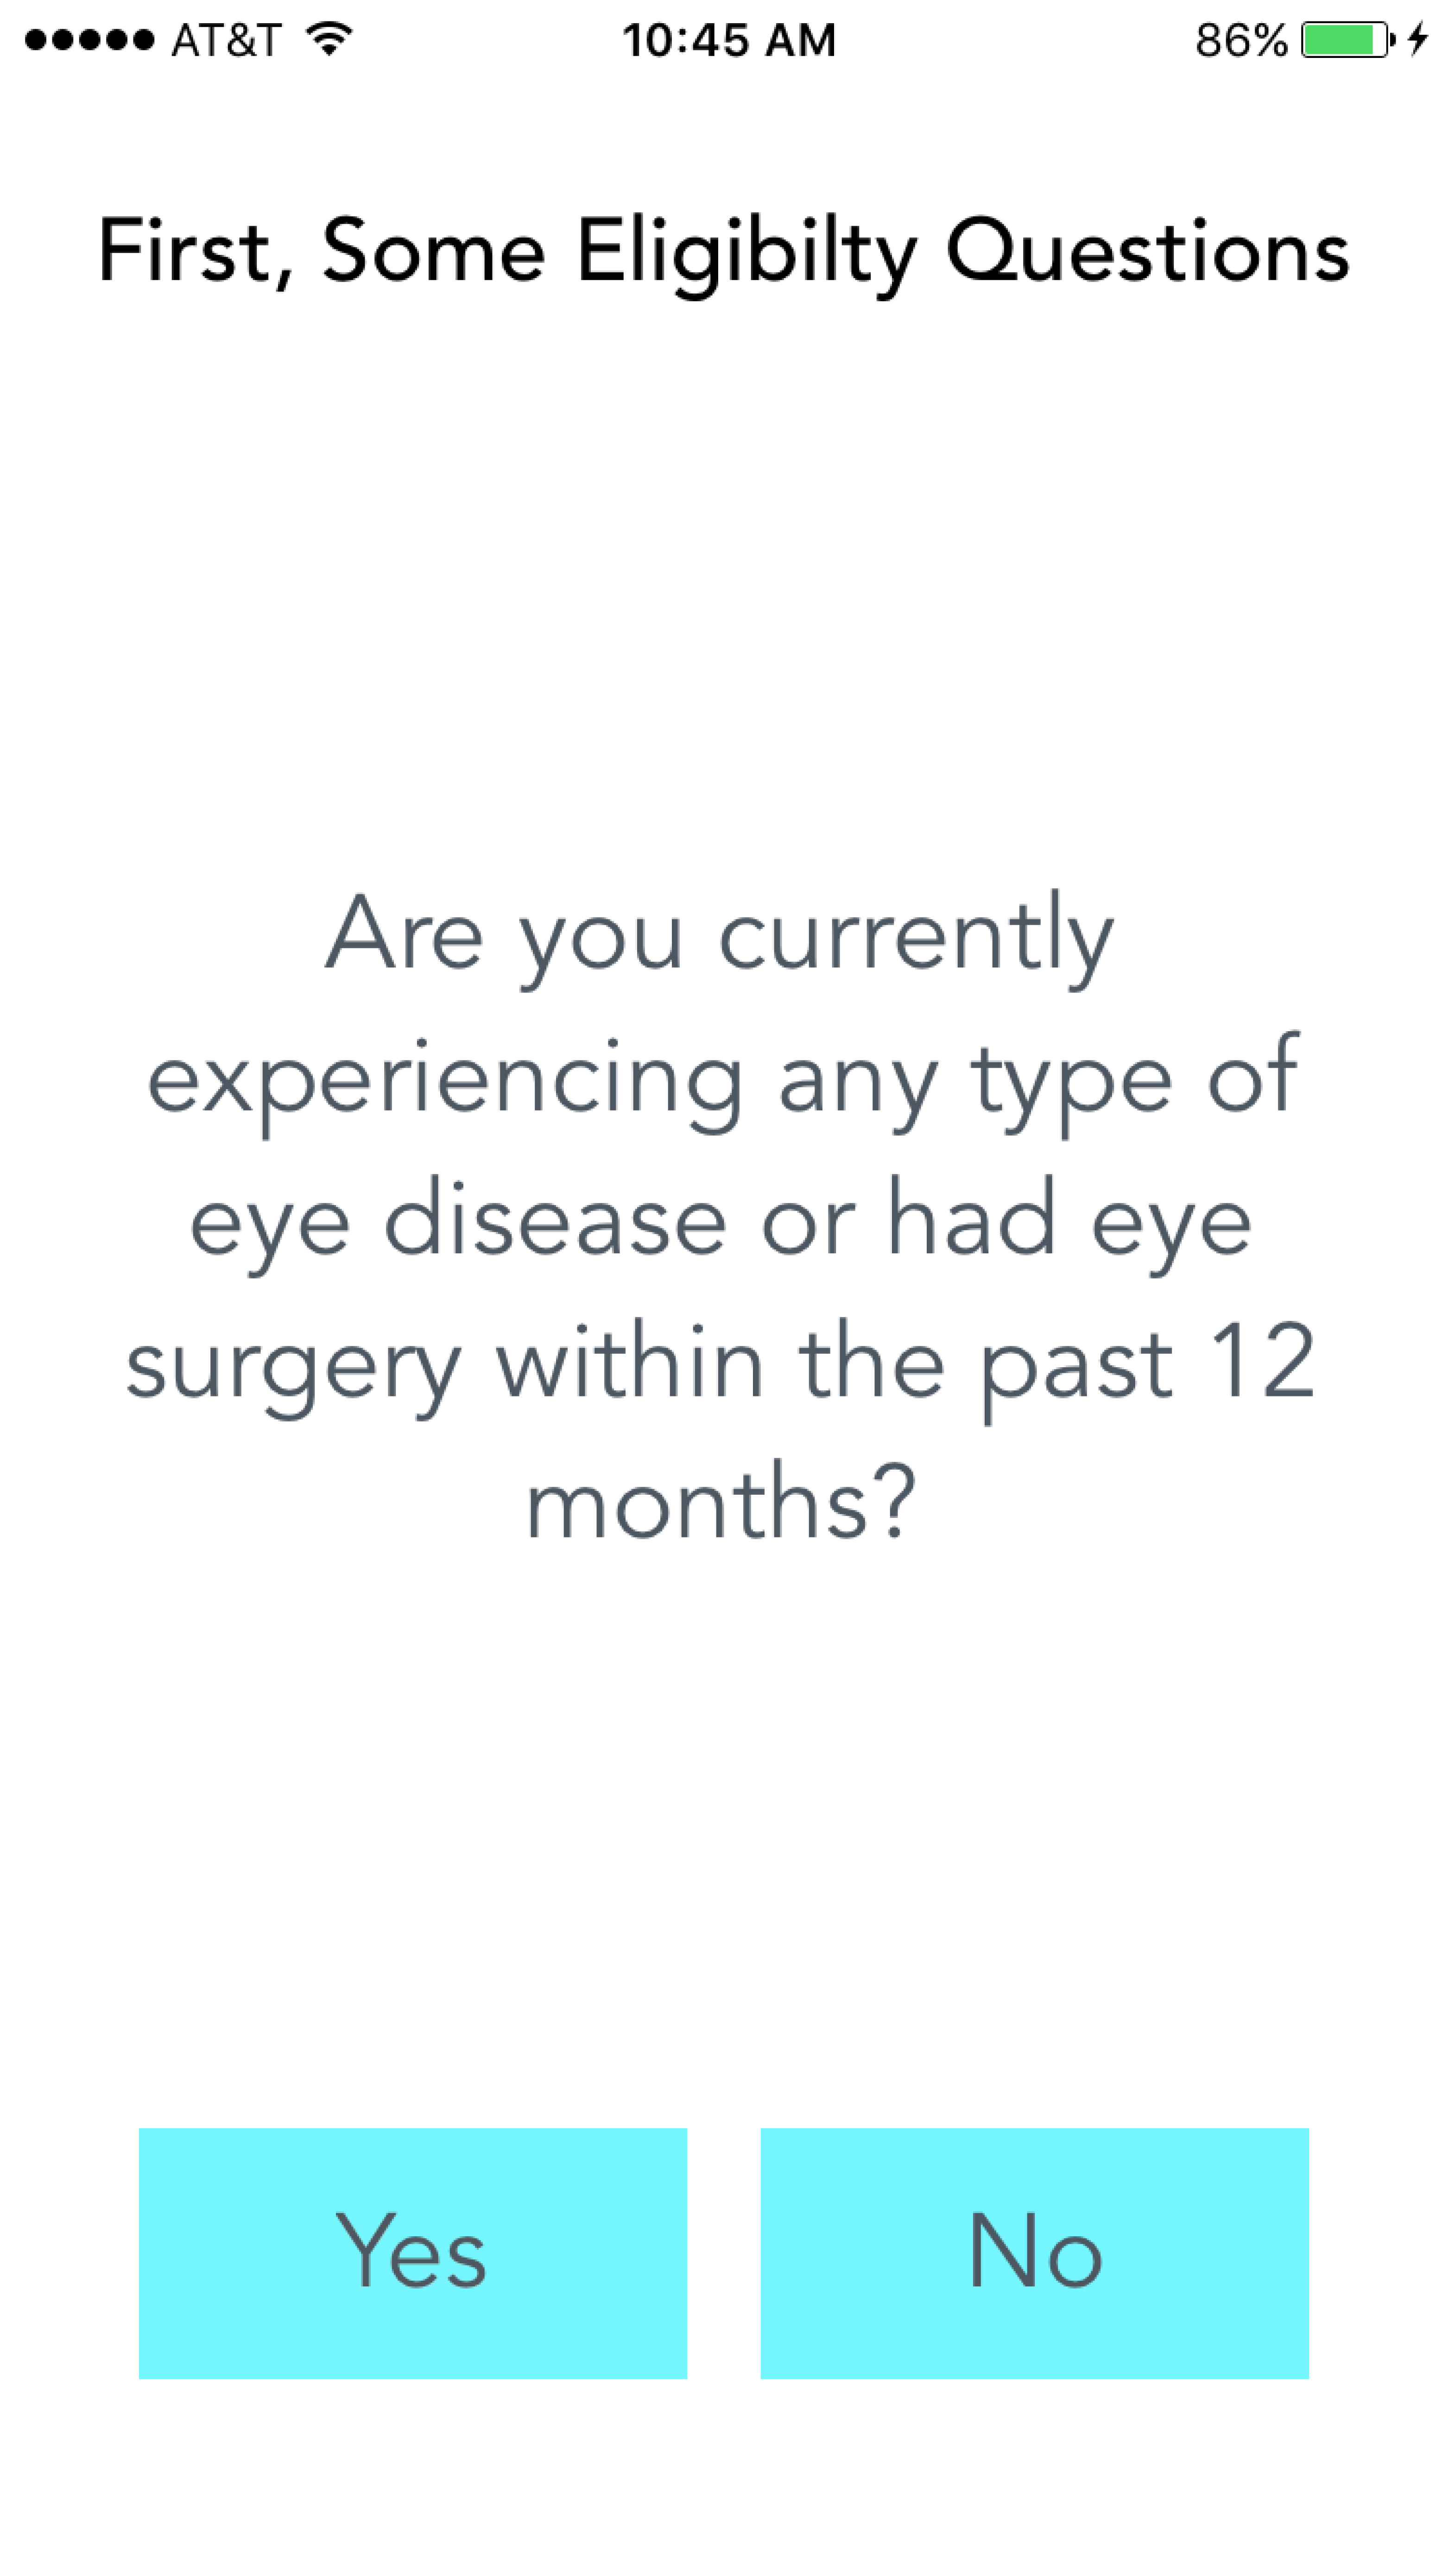 AT&T 10:45 AM 86%
First, Some Eligibilty Questions
Are you currently
experiencing any type of
eye disease or had eye
surgery within the past 12
months?
Yes No